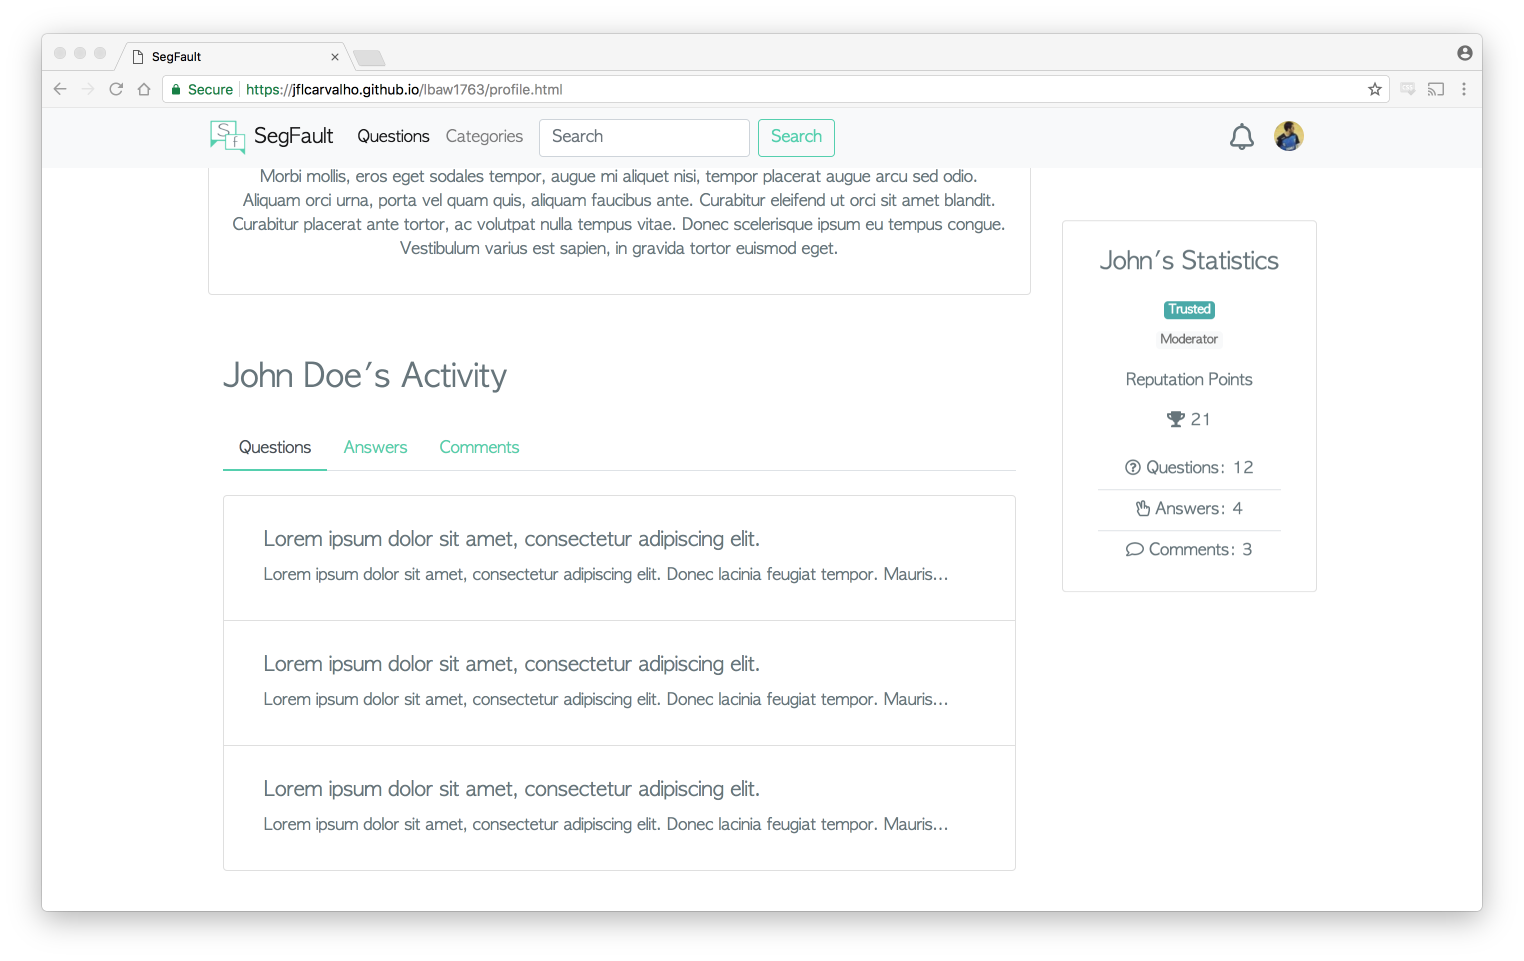 SegFault
Secure https://jflcarvalho.github.io/lbaw1763/profile.html
Sf SegFault Questions Categories Search Search
Morbi mollis, eros eget sodales tempor, augue mi aliquet nisi, tempor placerat augue arcu sed odio.
Aliquam orci urna, porta vel quam quis, aliquam faucibus ante. Curabitur eleifend ut orci sit amet blandit.
Curabitur placerat ante tortor, ac volutpat nulla tempus vitae. Donec scelerisque ipsum eu tempus congue.
Vestibulum varius est sapien, in gravida tortor euismod eget.
John Doe's Activity
Questions Answers Comments
Lorem ipsum dolor sit amet, consectetur adipiscing elit.
Lorem ipsum dolor sit amet, consectetur adipiscing elit. Donec lacinia feugiat tempor. Mauris...
Lorem ipsum dolor sit amet, consectetur adipiscing elit.
Lorem ipsum dolor sit amet, consectetur adipiscing elit. Donec lacinia feugiat tempor. Mauris...
Lorem ipsum dolor sit amet, consectetur adipiscing elit.
Lorem ipsum dolor sit amet, consectetur adipiscing elit. Donec lacinia feugiat tempor. Mauris...
John's Statistics
Trusted
Moderator
Reputation Points
21
Questions: 12
Answers: 4
Comments: 3